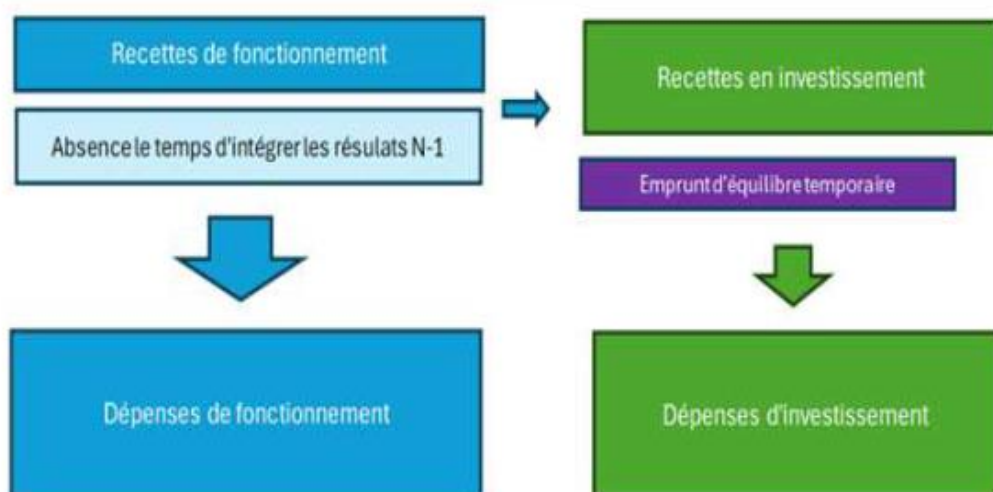 Recettes de fonctionnement
Recettes en investissement
Absence le temps d'intégrer les résulats N-1
Emprunt d'équilibre temporaire
Dépenses de fonctionnement
Dépenses d'investissement